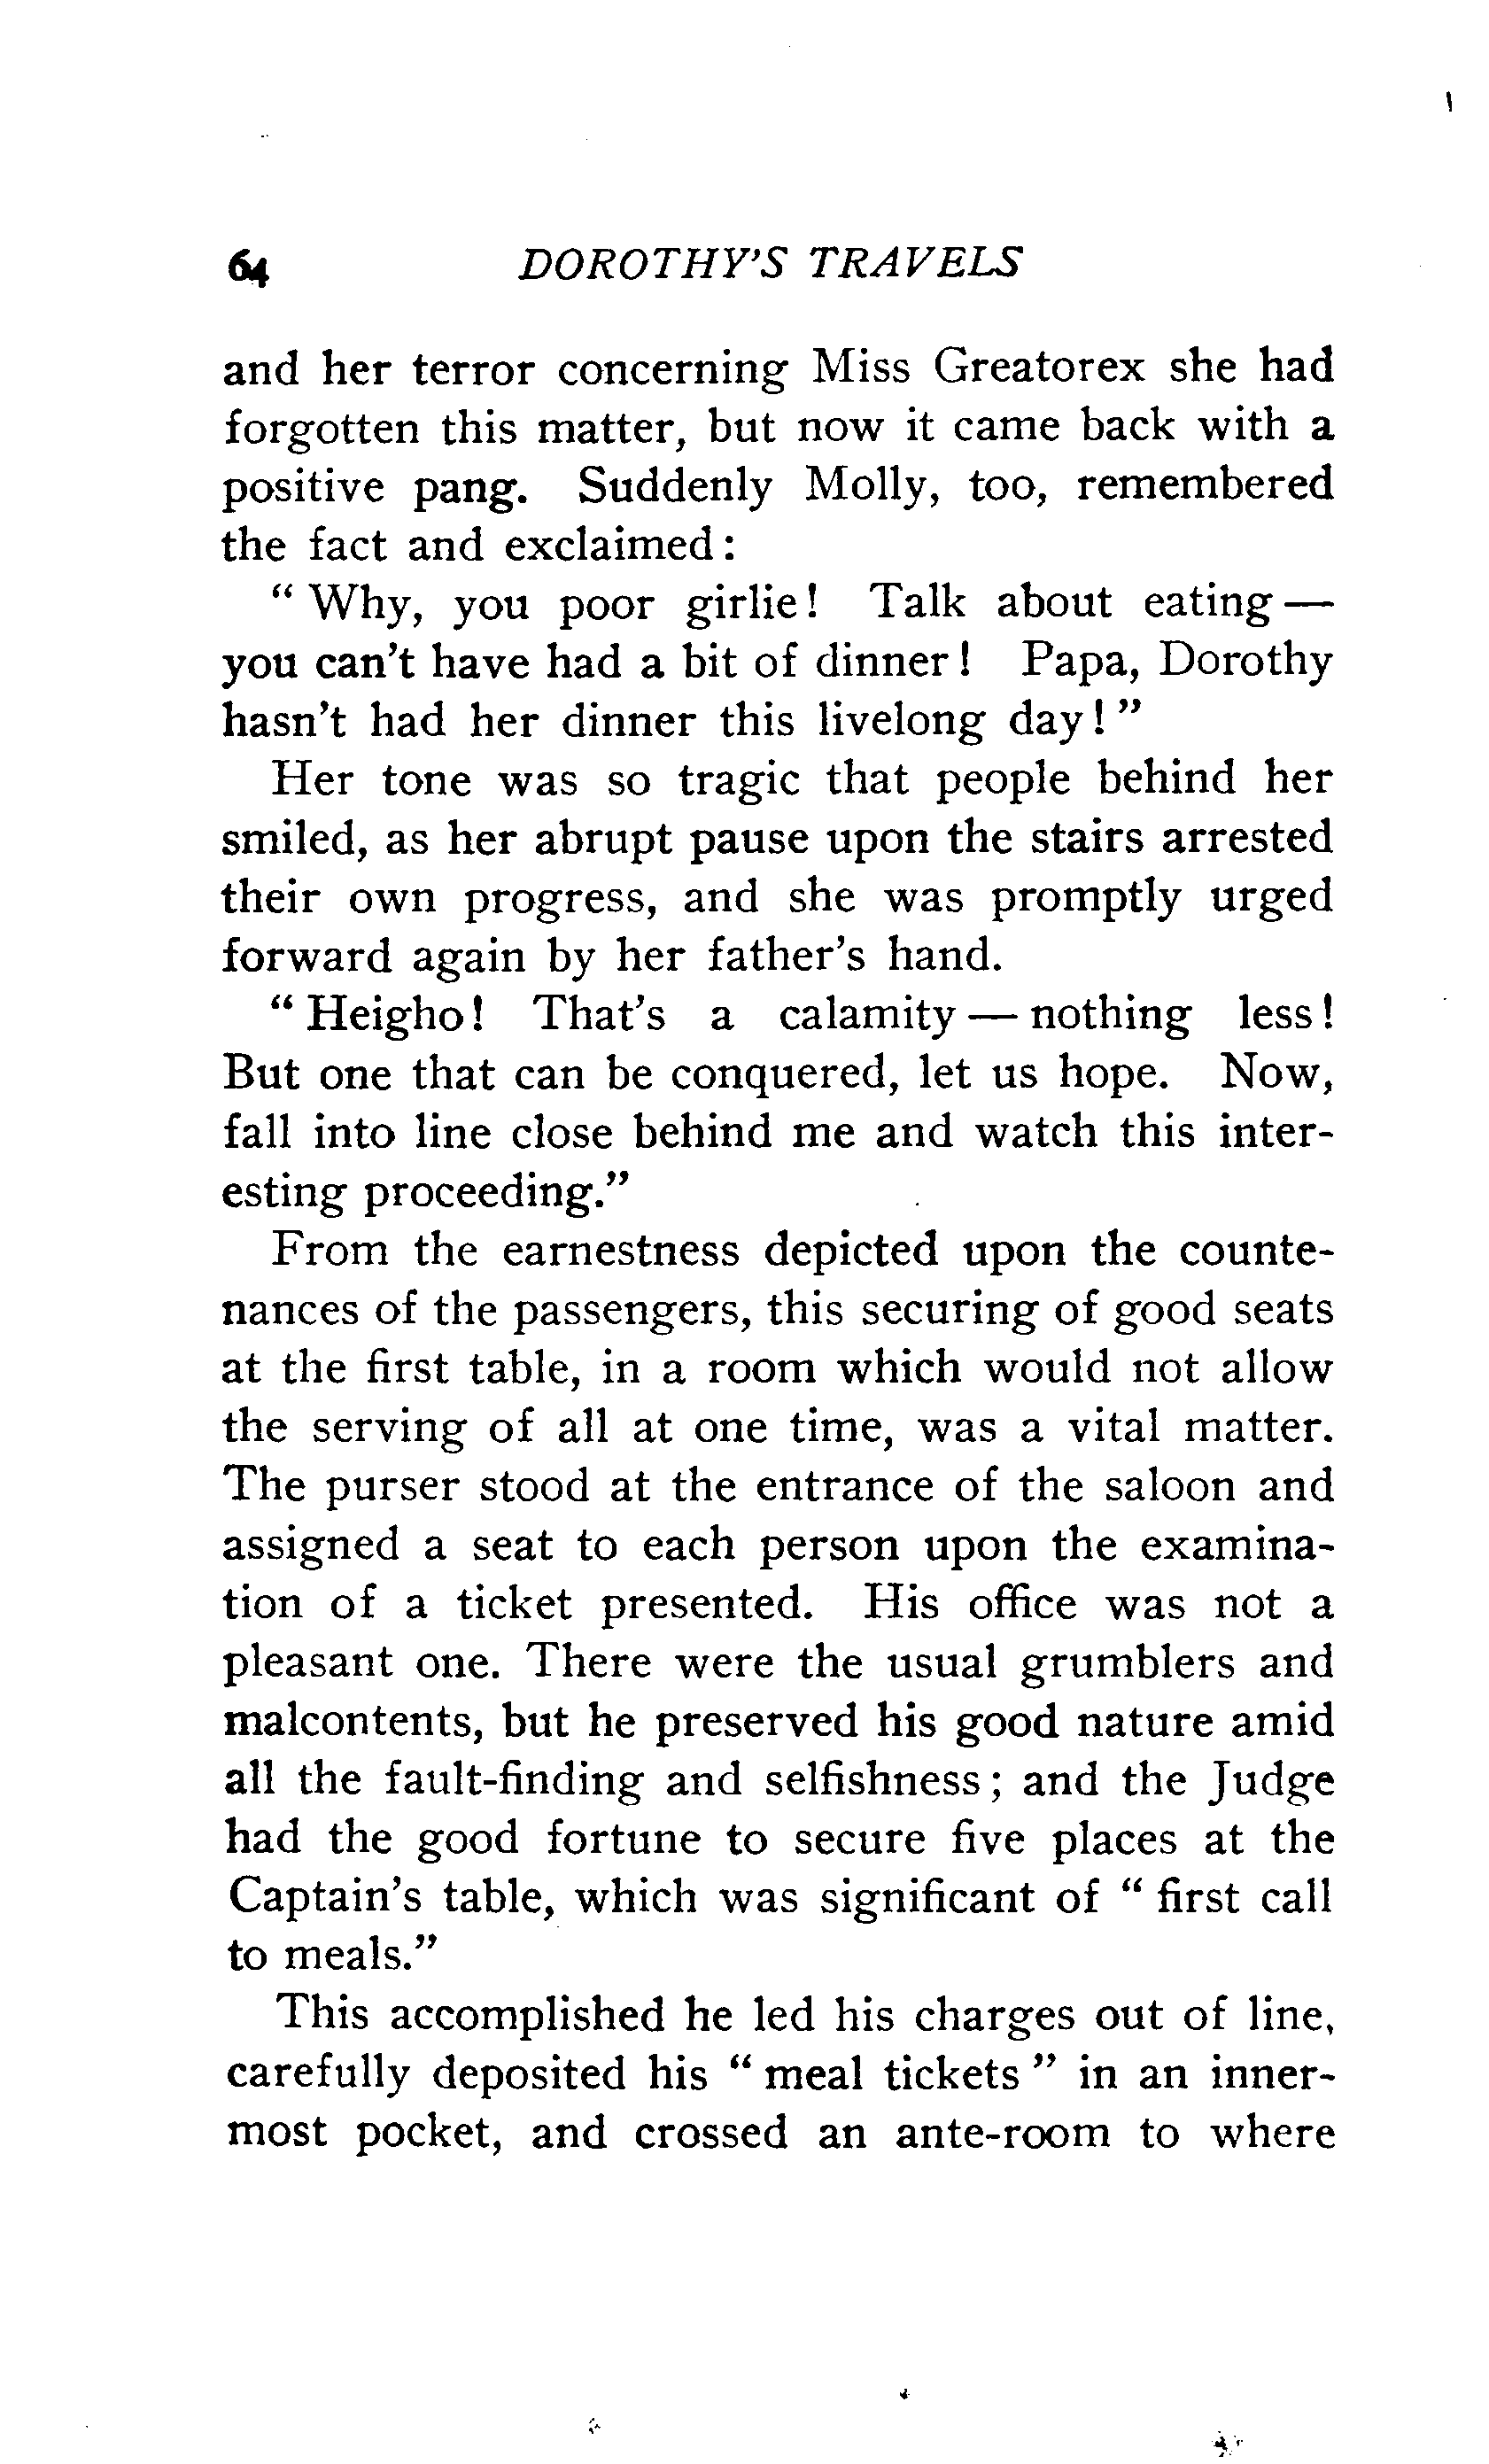 64 DOROTHY'S TRAVELS
and her terror concerning Miss Greatorex she had
forgotten this matter, but now it came back with a
positive pang. Suddenly Molly, too, remembered
the fact and exclaimed:
" Why, you poor girlie! Talk about eating —
you can't have had a bit of dinner! Papa, Dorothy
hasn't had her dinner this livelong day! "
Her tone was so tragic that people behind her
smiled, as her abrupt pause upon the stairs arrested
their own progress, and she was promptly urged
forward again by her father's hand.
" Heigho! That's a calamity — nothing less!
But one that can be conquered, let us hope. Now,
fall into line close behind me and watch this inter-
esting proceeding."
From the earnestness depicted upon the counte-
nances of the passengers, this securing of good seats
at the first table, in a room which would not allow
the serving of all at one time, was a vital matter.
The purser stood at the entrance of the saloon and
assigned a seat to each person upon the examina-
tion of a ticket presented. His office was not a
pleasant one. There were the usual grumblers and
malcontents, but he preserved his good nature amid
all the fault-finding and selfishness; and the Judge
had the good fortune to secure five places at the
Captain's table, which was significant of " first call
to meals."
This accomplished he led his charges out of line,
carefully deposited his " meal tickets " in an inner-
most pocket, and crossed an ante-room to where